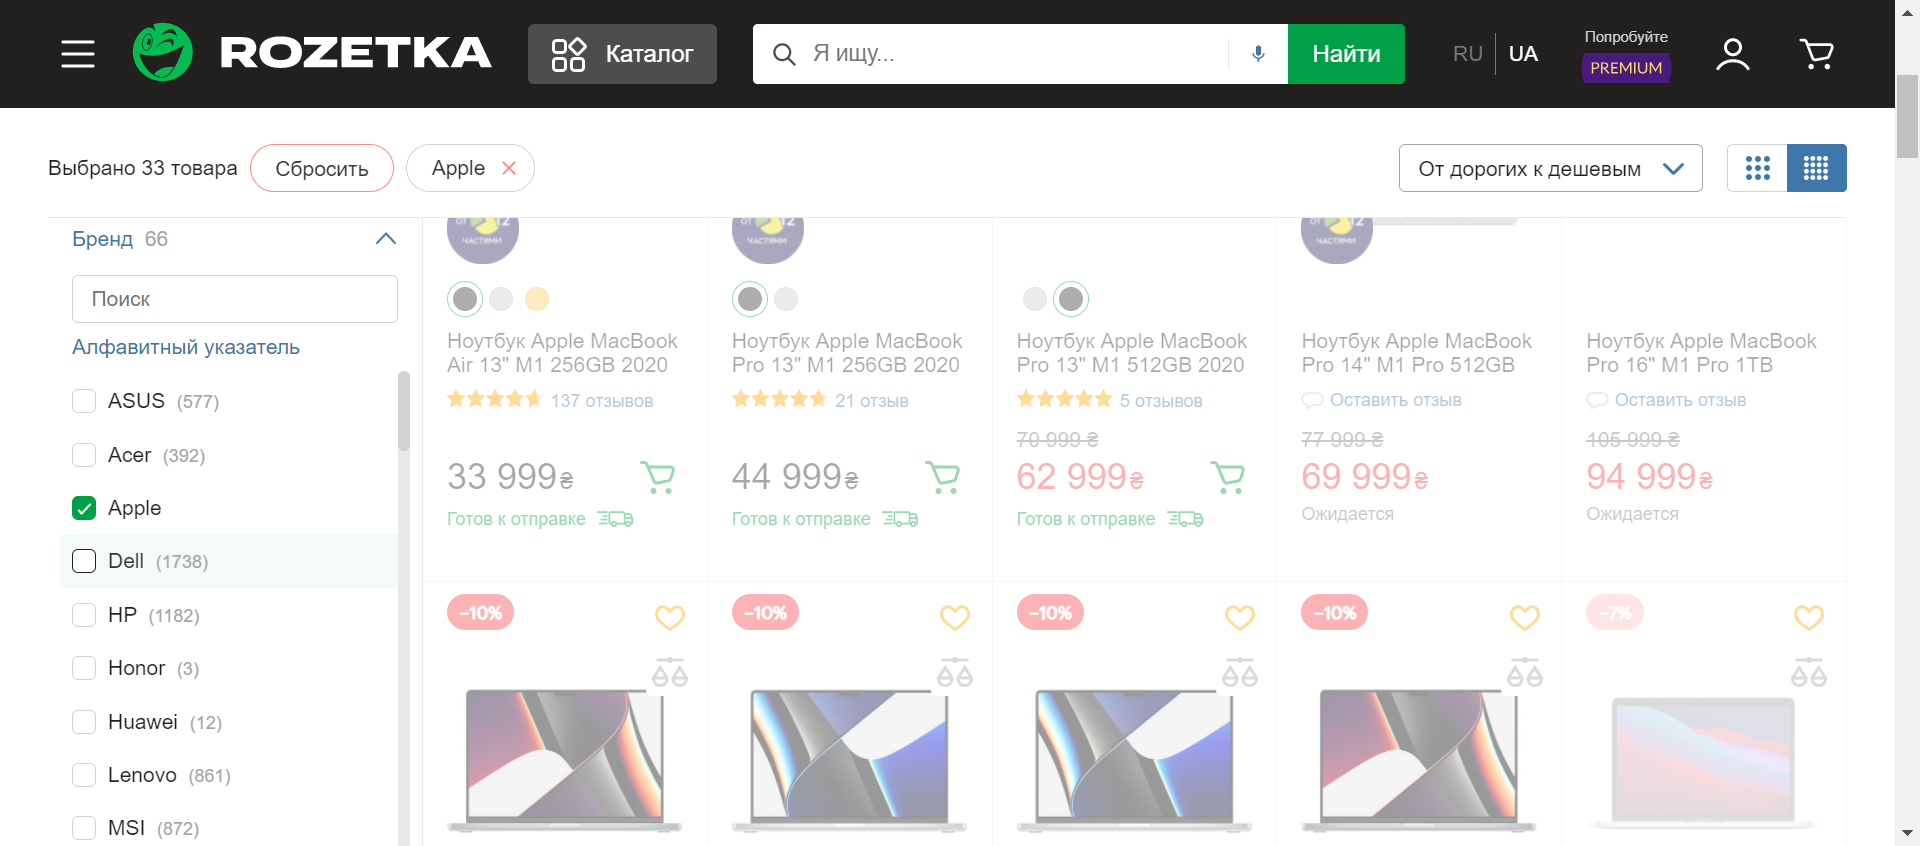 ROZETKA
Каталог
Я ищу...
Найти
RU
UA
Попробуйте
PREMIUM
Выбрано 33 товара
Сбросить
Apple
От дорогих к дешевым
Бренд 66
Поиск
Алфавитный указатель
ASUS (577)
Acer (392)
Apple
Dell (1738)
HP (1182)
Honor (3)
Huawei (12)
Lenovo (861)
MSI (872)
ЧАСТЯМИ
Ноутбук Apple MacBook
Air 13" M1 256GB 2020
137 отзывов
33 999₴
Готов к отправке
ЧАСТЯМИ
Ноутбук Apple MacBook
Pro 13" M1 256GB 2020
21 отзыв
44 999₴
Готов к отправке
Ноутбук Apple MacBook
Pro 13" M1 512GB 2020
5 отзывов
70 999 ₴
62 999₴
Готов к отправке
ЧАСТЯМИ
Ноутбук Apple MacBook
Pro 14" M1 Pro 512GB
Оставить отзыв
77 999 ₴
69 999₴
Ожидается
Ноутбук Apple MacBook
Pro 16" M1 Pro 1TB
Оставить отзыв
105 999 ₴
94 999₴
Ожидается
−10%
−10%
−10%
−10%
−7%